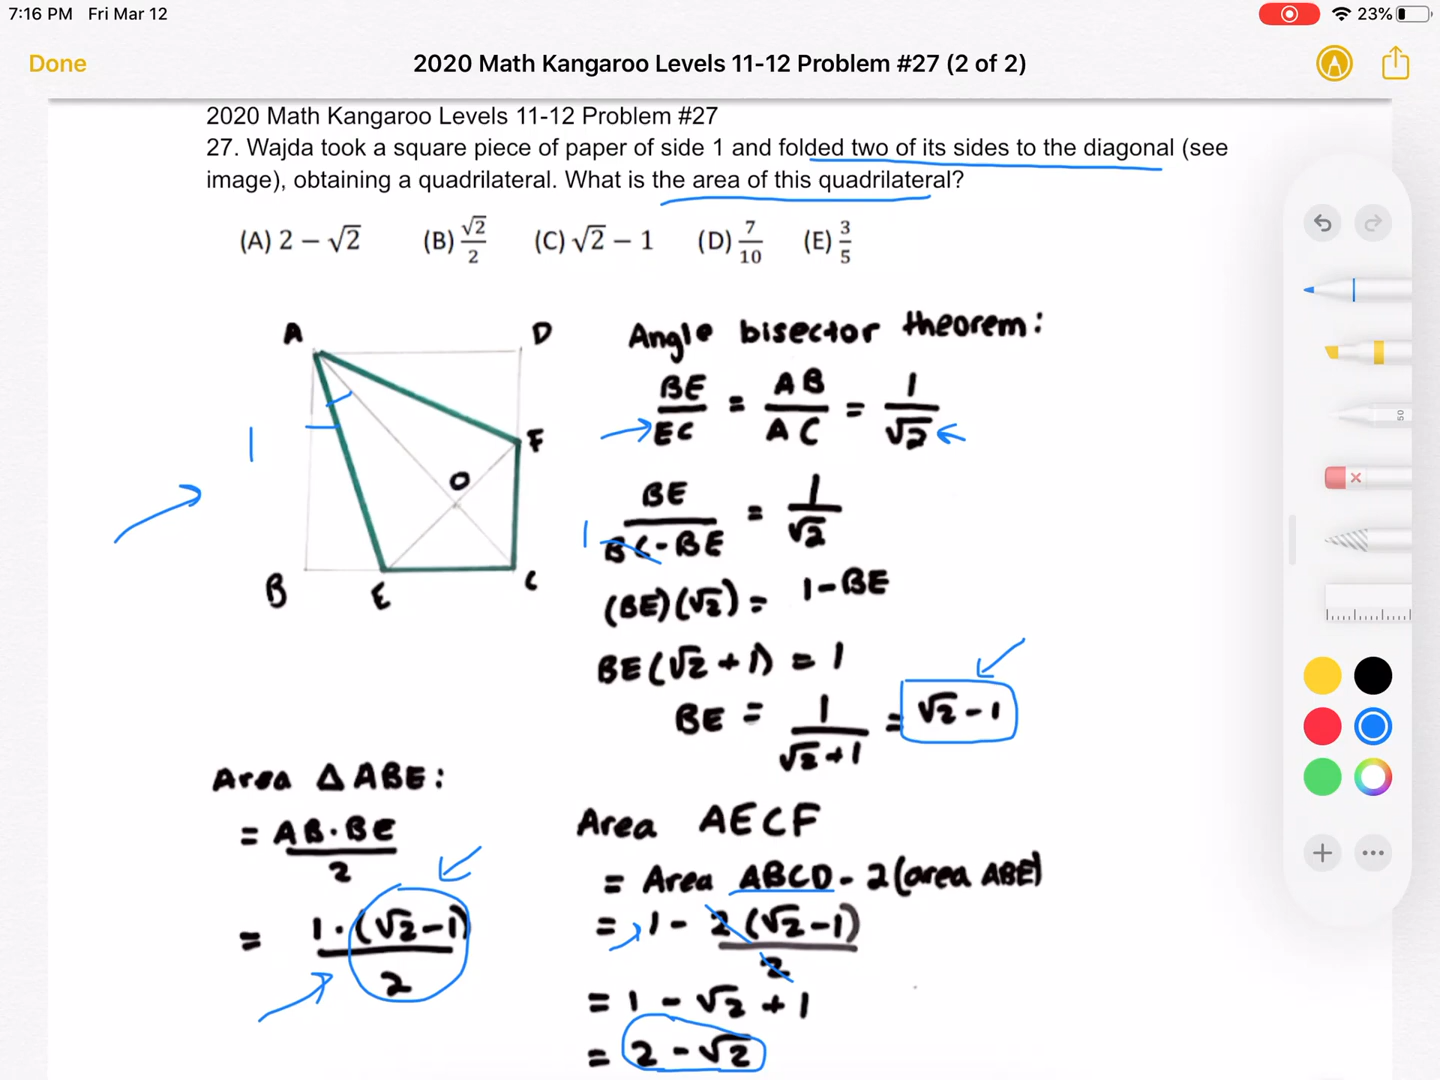 7:16 PM Fri Mar 12
23%
Done
2020 Math Kangaroo Levels 11-12 Problem #27 (2 of 2)
2020 Math Kangaroo Levels 11-12 Problem #27
27. Wajda took a square piece of paper of side 1 and folded two of its sides to the diagonal (see
image), obtaining a quadrilateral. What is the area of this quadrilateral?
(A) 2 − √2 (B) √2/2 (C) √2 − 1 (D) 7/10 (E) 3/5
A
D
F
O
B
E
C
1
Angle bisector theorem:
BE/EC = AB/AC = 1/√2
BE/(BC-BE) = 1/√2
1
(BE)(√2) = 1-BE
BE(√2+1) = 1
BE = 1/(√2+1) = √2-1
Area △ABE:
= AB·BE/2
= 1·(√2-1)/2
Area AECF
= Area ABCD - 2(area ABE)
= 1 - 2(√2-1)/2
= 1 - √2 + 1
= 2 - √2
50